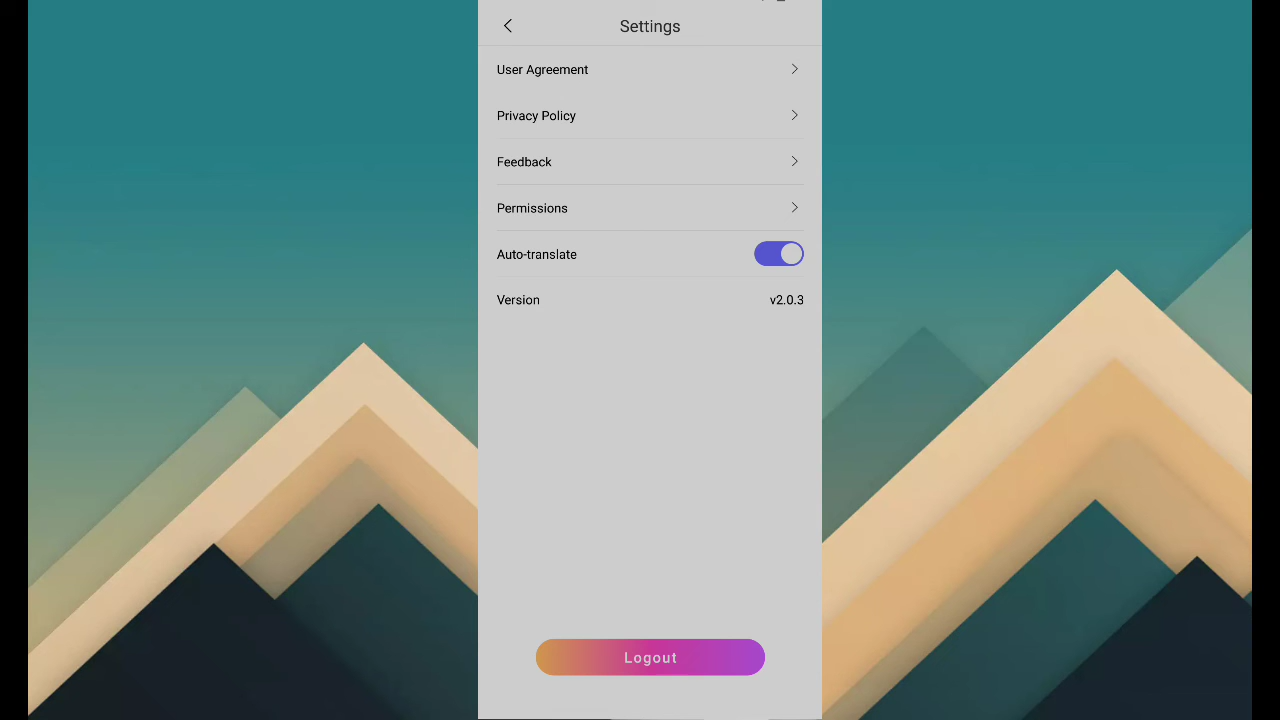 Settings
User Agreement
Privacy Policy
Feedback
Permissions
Auto-translate
Version v2.0.3
Logout